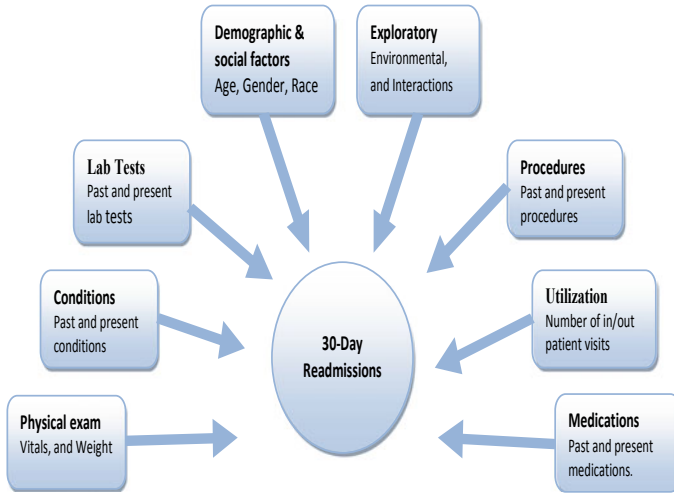 Demographic &
social factors
Age, Gender, Race
Exploratory
Environmental,
and Interactions
Lab Tests
Past and present
lab tests
Procedures
Past and present
procedures
Conditions
Past and present
conditions
30-Day
Readmissions
Utilization
Number of in/out
patient visits
Physical exam
Vitals, and Weight
Medications
Past and present
medications.